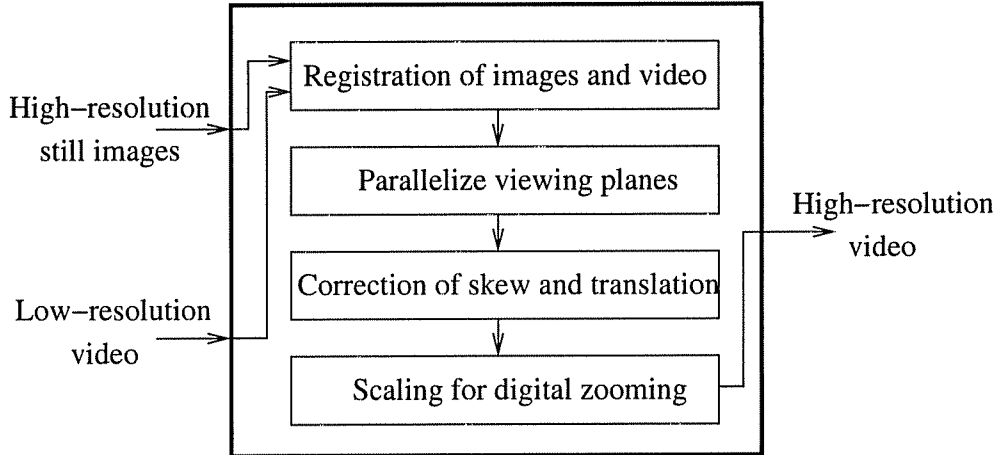 High−resolution
still images
Low−resolution
video
Registration of images and video
Parallelize viewing planes
Correction of skew and translation
Scaling for digital zooming
High−resolution
video